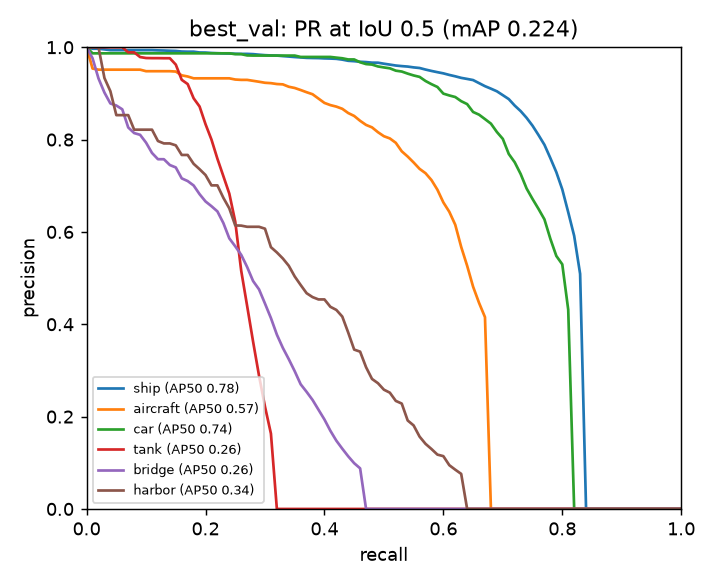 best_val: PR at IoU 0.5 (mAP 0.224)
precision
1.0
0.8
0.6
0.4
0.2
0.0
ship (AP50 0.78)
aircraft (AP50 0.57)
car (AP50 0.74)
tank (AP50 0.26)
bridge (AP50 0.26)
harbor (AP50 0.34)
0.0 0.2 0.4 0.6 0.8 1.0
recall